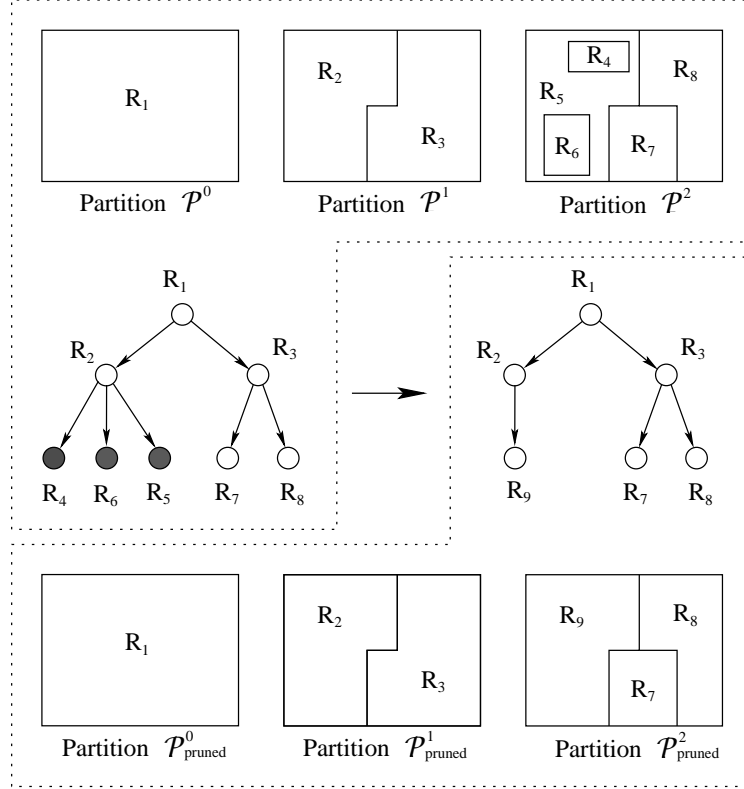 R₁
R₂
R₃
R₄
R₅
R₆
R₇
R₈
Partition 𝒫⁰
Partition 𝒫¹
Partition 𝒫²
R₁
R₂
R₃
R₄
R₆
R₅
R₇
R₈
R₁
R₂
R₃
R₉
R₇
R₈
R₁
R₂
R₃
R₉
R₈
R₇
Partition 𝒫⁰pruned
Partition 𝒫¹pruned
Partition 𝒫²pruned